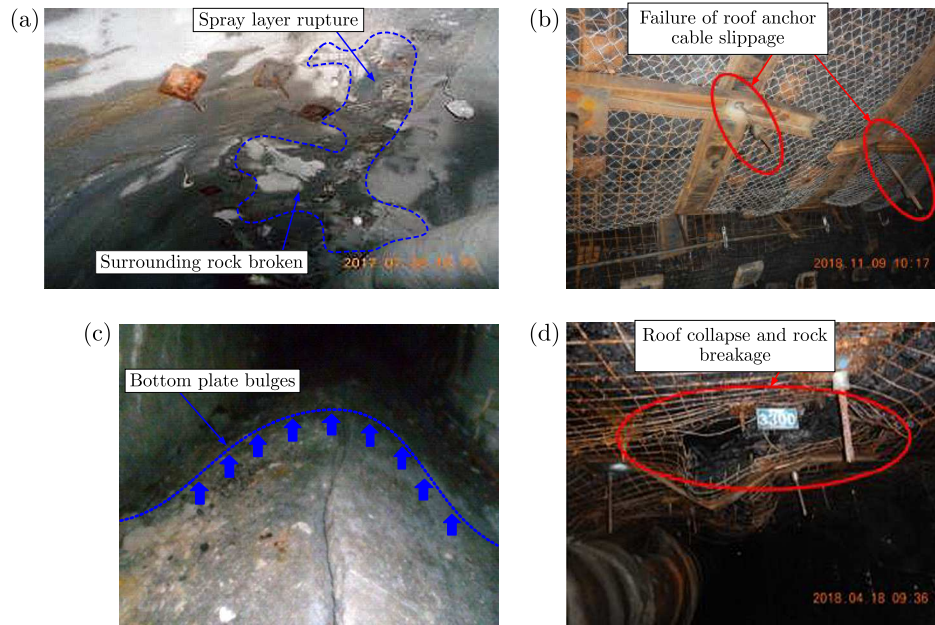 (a)
Spray layer rupture
Surrounding rock broken
2017
(b)
Failure of roof anchor
cable slippage
2018.11.09 10:17
(c)
Bottom plate bulges
(d)
Roof collapse and rock
breakage
3300
2018.04.18 09:36